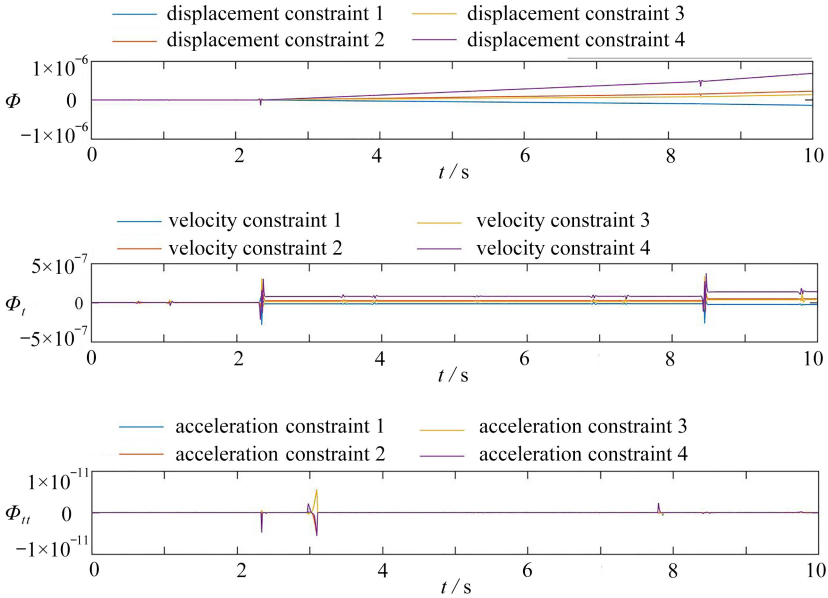 displacement constraint 1 displacement constraint 3
displacement constraint 2 displacement constraint 4
1×10⁻⁶
Φ 0
−1×10⁻⁶
0 2 4 6 8 10
t / s
velocity constraint 1 velocity constraint 3
velocity constraint 2 velocity constraint 4
5×10⁻⁷
Φₜ 0
−5×10⁻⁷
0 2 4 6 8 10
t / s
acceleration constraint 1 acceleration constraint 3
acceleration constraint 2 acceleration constraint 4
1×10⁻¹¹
Φₜₜ 0
−1×10⁻¹¹
0 2 4 6 8 10
t / s